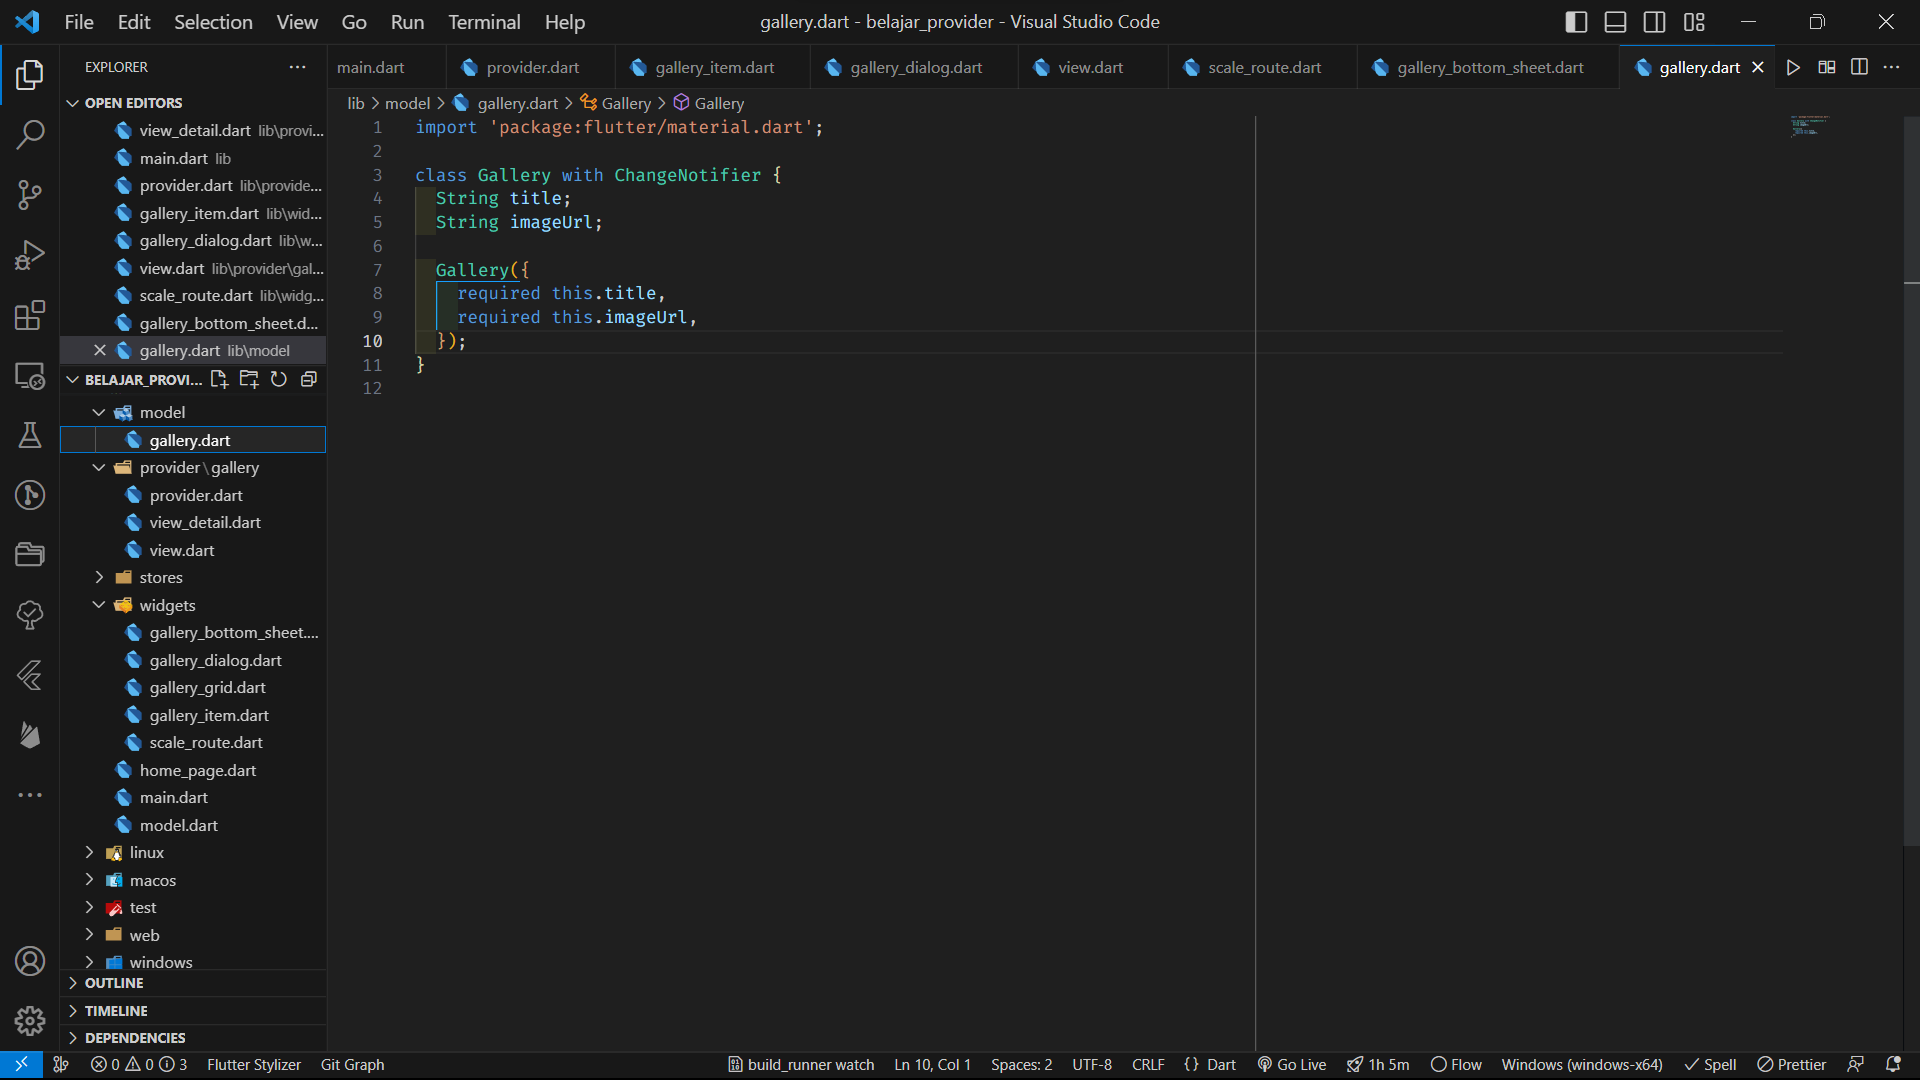 File Edit Selection View Go Run Terminal Help
gallery.dart - belajar_provider - Visual Studio Code
EXPLORER
OPEN EDITORS
view_detail.dart lib\provi...
main.dart lib
provider.dart lib\provide...
gallery_item.dart lib\wid...
gallery_dialog.dart lib\w...
view.dart lib\provider\gal...
scale_route.dart lib\widg...
gallery_bottom_sheet.d...
gallery.dart lib\model
BELAJAR_PROVI...
model
gallery.dart
provider\gallery
provider.dart
view_detail.dart
view.dart
stores
widgets
gallery_bottom_sheet....
gallery_dialog.dart
gallery_grid.dart
gallery_item.dart
scale_route.dart
home_page.dart
main.dart
model.dart
linux
macos
test
web
windows
OUTLINE
TIMELINE
DEPENDENCIES
main.dart provider.dart gallery_item.dart gallery_dialog.dart view.dart scale_route.dart gallery_bottom_sheet.dart gallery.dart
lib > model > gallery.dart > Gallery > Gallery
1 import 'package:flutter/material.dart';
2
3 class Gallery with ChangeNotifier {
4 String title;
5 String imageUrl;
6
7 Gallery({
8 required this.title,
9 required this.imageUrl,
10 });
11 }
12
0 0 3 Flutter Stylizer Git Graph build_runner watch Ln 10, Col 1 Spaces: 2 UTF-8 CRLF {} Dart Go Live 1h 5m Flow Windows (windows-x64) Spell Prettier